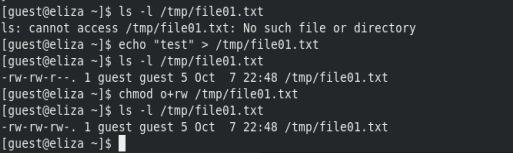 [guest@eliza ~]$ ls -l /tmp/file01.txt
ls: cannot access /tmp/file01.txt: No such file or directory
[guest@eliza ~]$ echo "test" > /tmp/file01.txt
[guest@eliza ~]$ ls -l /tmp/file01.txt
-rw-rw-r--. 1 guest guest 5 Oct  7 22:48 /tmp/file01.txt
[guest@eliza ~]$ chmod o+rw /tmp/file01.txt
[guest@eliza ~]$ ls -l /tmp/file01.txt
-rw-rw-rw-. 1 guest guest 5 Oct  7 22:48 /tmp/file01.txt
[guest@eliza ~]$